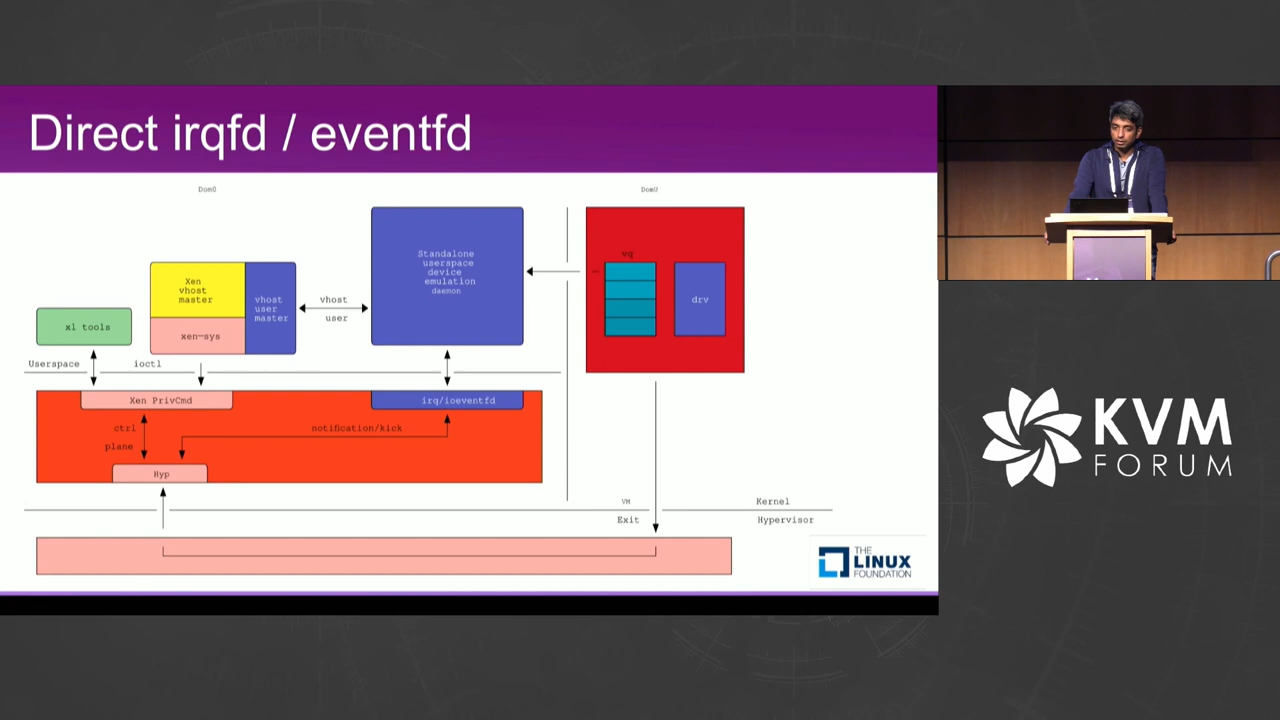 Direct irqfd / eventfd
Dom0
DomU
Standalone
userspace
device
emulation
daemon
vq
drv
Xen
vhost
master
vhost
user
master
vhost
user
xl tools
xen-sys
Userspace
ioctl
Xen PrivCmd
irq/ioeventfd
ctrl
plane
notification/kick
Hyp
VM
Exit
Kernel
Hypervisor
THE
LINUX
FOUNDATION
KVM
FORUM